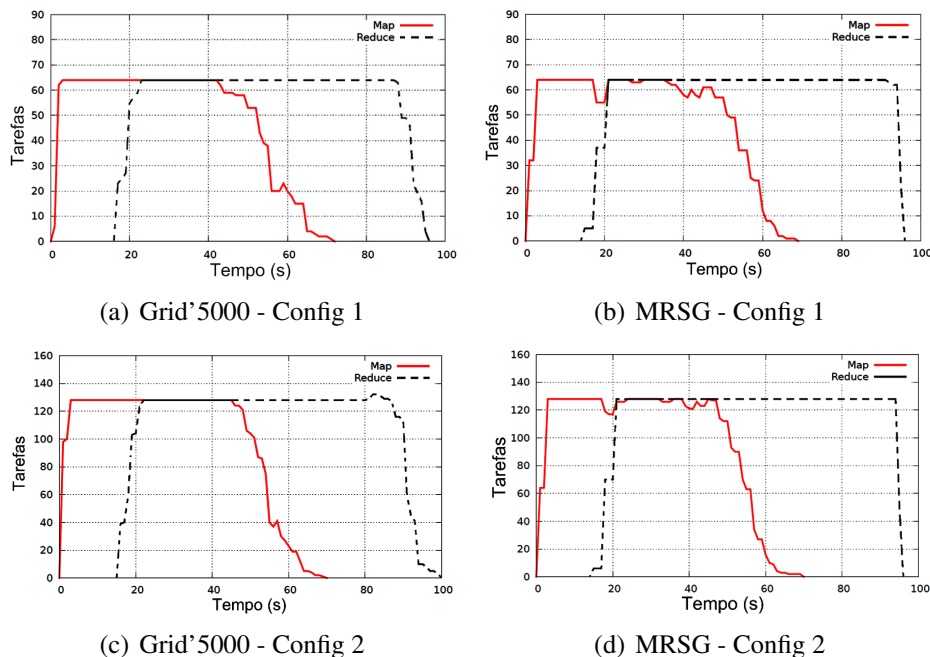 90
80
70
60
50
40
30
20
10
0
Tarefas
Map
Reduce
0 20 40 60 80 100
Tempo (s)
(a) Grid'5000 - Config 1
90
80
70
60
50
40
30
20
10
0
Tarefas
Map
Reduce
0 20 40 60 80 100
Tempo (s)
(b) MRSG - Config 1
160
140
120
100
80
60
40
20
0
Tarefas
Map
Reduce
0 20 40 60 80 100
Tempo (s)
(c) Grid'5000 - Config 2
160
140
120
100
80
60
40
20
0
Tarefas
Map
Reduce
0 20 40 60 80 100
Tempo (s)
(d) MRSG - Config 2